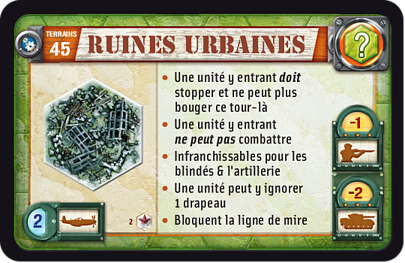 TERRAINS
45
RUINES URBAINES
?
• Une unité y entrant doit
stopper et ne peut plus
bouger ce tour-là
• Une unité y entrant
ne peut pas combattre
• Infranchissables pour les
blindés & l'artillerie
• Une unité peut y ignorer
1 drapeau
• Bloquent la ligne de mire
-1
-2
2
2